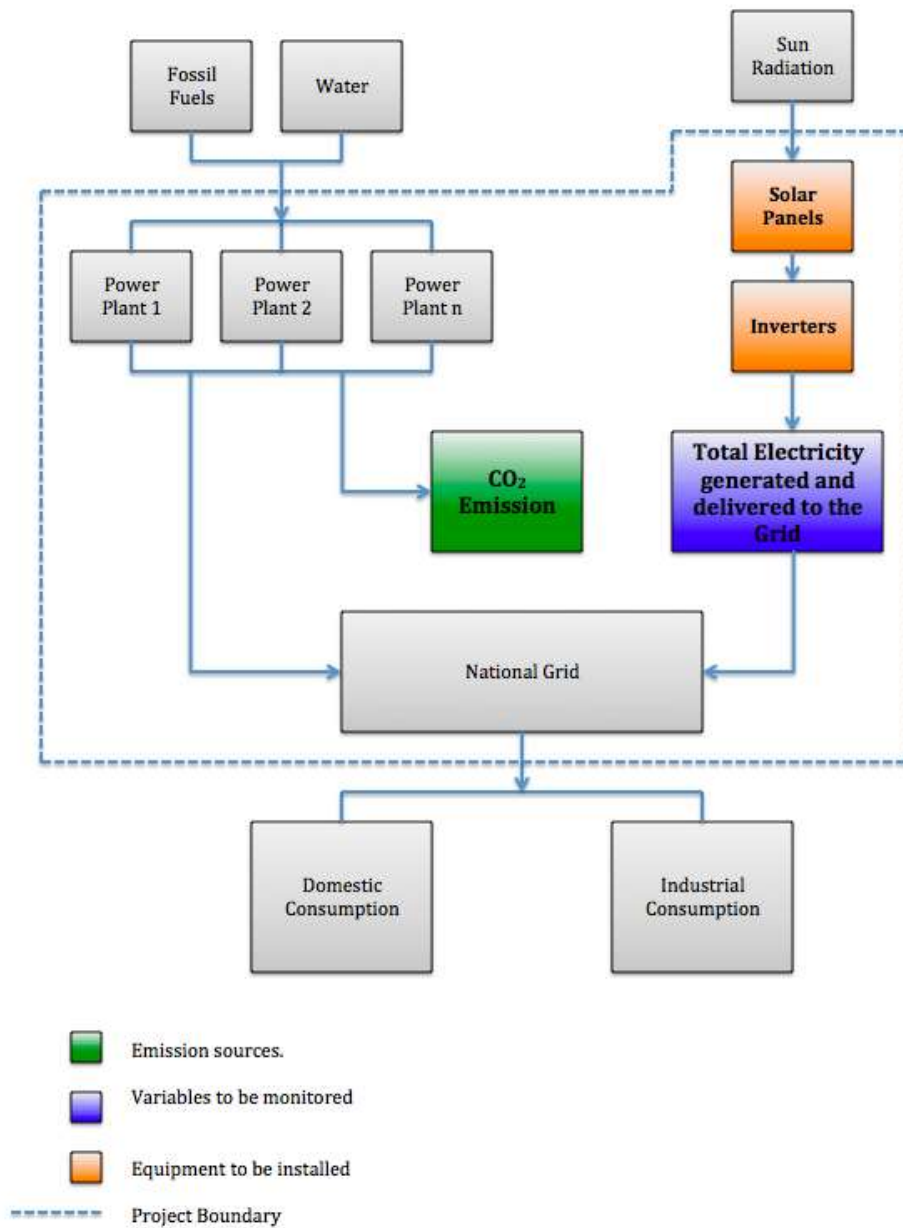 Fossil
Fuels
Water
Sun
Radiation
Solar
Panels
Power
Plant 1
Power
Plant 2
Power
Plant n
Inverters
CO₂
Emission
Total Electricity
generated and
delivered to the
Grid
National Grid
Domestic
Consumption
Industrial
Consumption
Emission sources.
Variables to be monitored
Equipment to be installed
Project Boundary